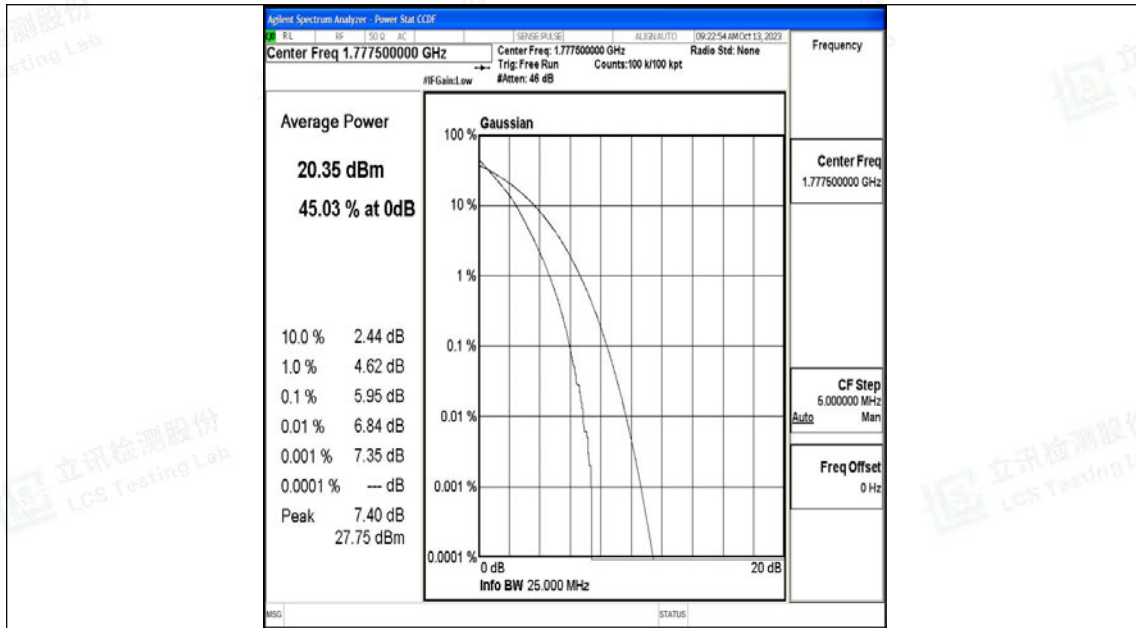 Agilent Spectrum Analyzer - Power Stat CCDF
RL RF 50 Ω AC SENSE:PULSE ALIGNAUTO 09:22:54 AM Oct 13, 2023
Center Freq 1.777500000 GHz
Center Freq: 1.777500000 GHz
Radio Std: None
Trig: Free Run Counts:100 k/100 kpt
#IFGain:Low
#Atten: 46 dB
Frequency
Average Power
20.35 dBm
45.03 % at 0dB
10.0 % 2.44 dB
1.0 % 4.62 dB
0.1 % 5.95 dB
0.01 % 6.84 dB
0.001 % 7.35 dB
0.0001 % --- dB
Peak 7.40 dB
27.75 dBm
Gaussian
100 %
10 %
1 %
0.1 %
0.01 %
0.001 %
0.0001 %
0 dB 20 dB
Info BW 25.000 MHz
Center Freq
1.777500000 GHz
CF Step
5.000000 MHz
Auto Man
Freq Offset
0 Hz
MSG STATUS
立讯检测股份
LCS Testing Lab